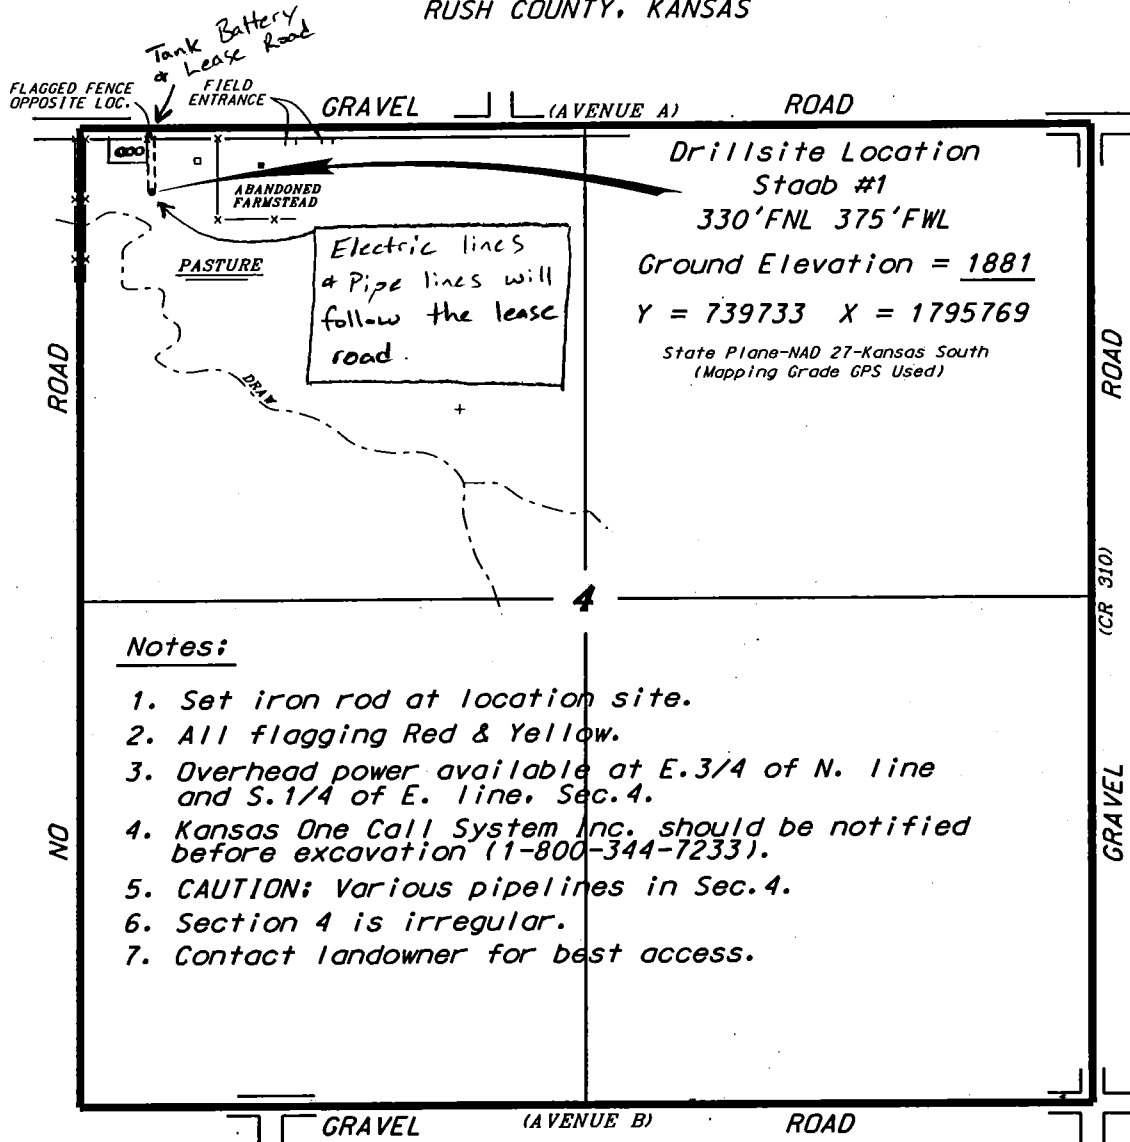 RUSH COUNTY, KANSAS
Tank Battery
& Lease Road
FLAGGED FENCE
OPPOSITE LOC.
FIELD
ENTRANCE
GRAVEL
(AVENUE A)
ROAD
Drillsite Location
Staab #1
330'FNL 375'FWL
Ground Elevation = 1881
Y = 739733 X = 1795769
State Plane-NAD 27-Kansas South
(Mapping Grade GPS Used)
ABANDONED
FARMSTEAD
Electric lines
& Pipe lines will
follow the lease
road.
PASTURE
DRAW
ROAD
NO
ROAD
(CR 310)
GRAVEL
4
Notes:
1. Set iron rod at location site.
2. All flagging Red & Yellow.
3. Overhead power available at E.3/4 of N. line
and S.1/4 of E. line, Sec.4.
4. Kansas One Call System Inc. should be notified
before excavation (1-800-344-7233).
5. CAUTION: Various pipelines in Sec.4.
6. Section 4 is irregular.
7. Contact landowner for best access.
GRAVEL
(AVENUE B)
ROAD